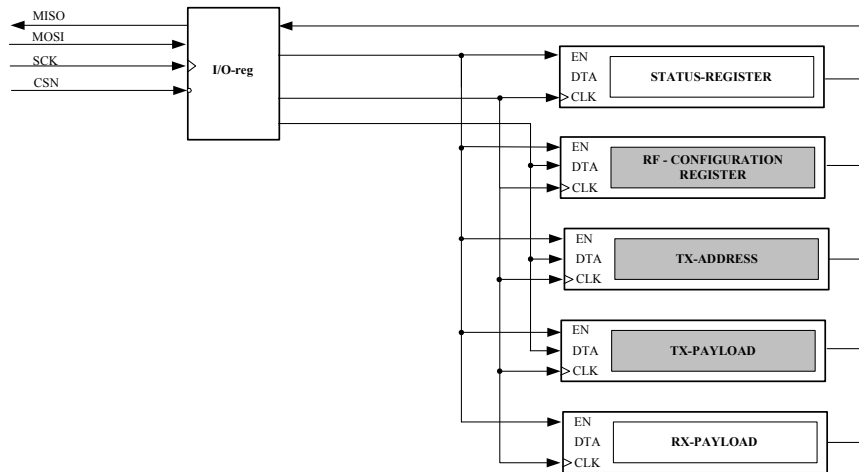 MISO
MOSI
SCK
CSN
I/O-reg
EN
DTA
CLK
STATUS-REGISTER
EN
DTA
CLK
RF - CONFIGURATION
REGISTER
EN
DTA
CLK
TX-ADDRESS
EN
DTA
CLK
TX-PAYLOAD
EN
DTA
CLK
RX-PAYLOAD